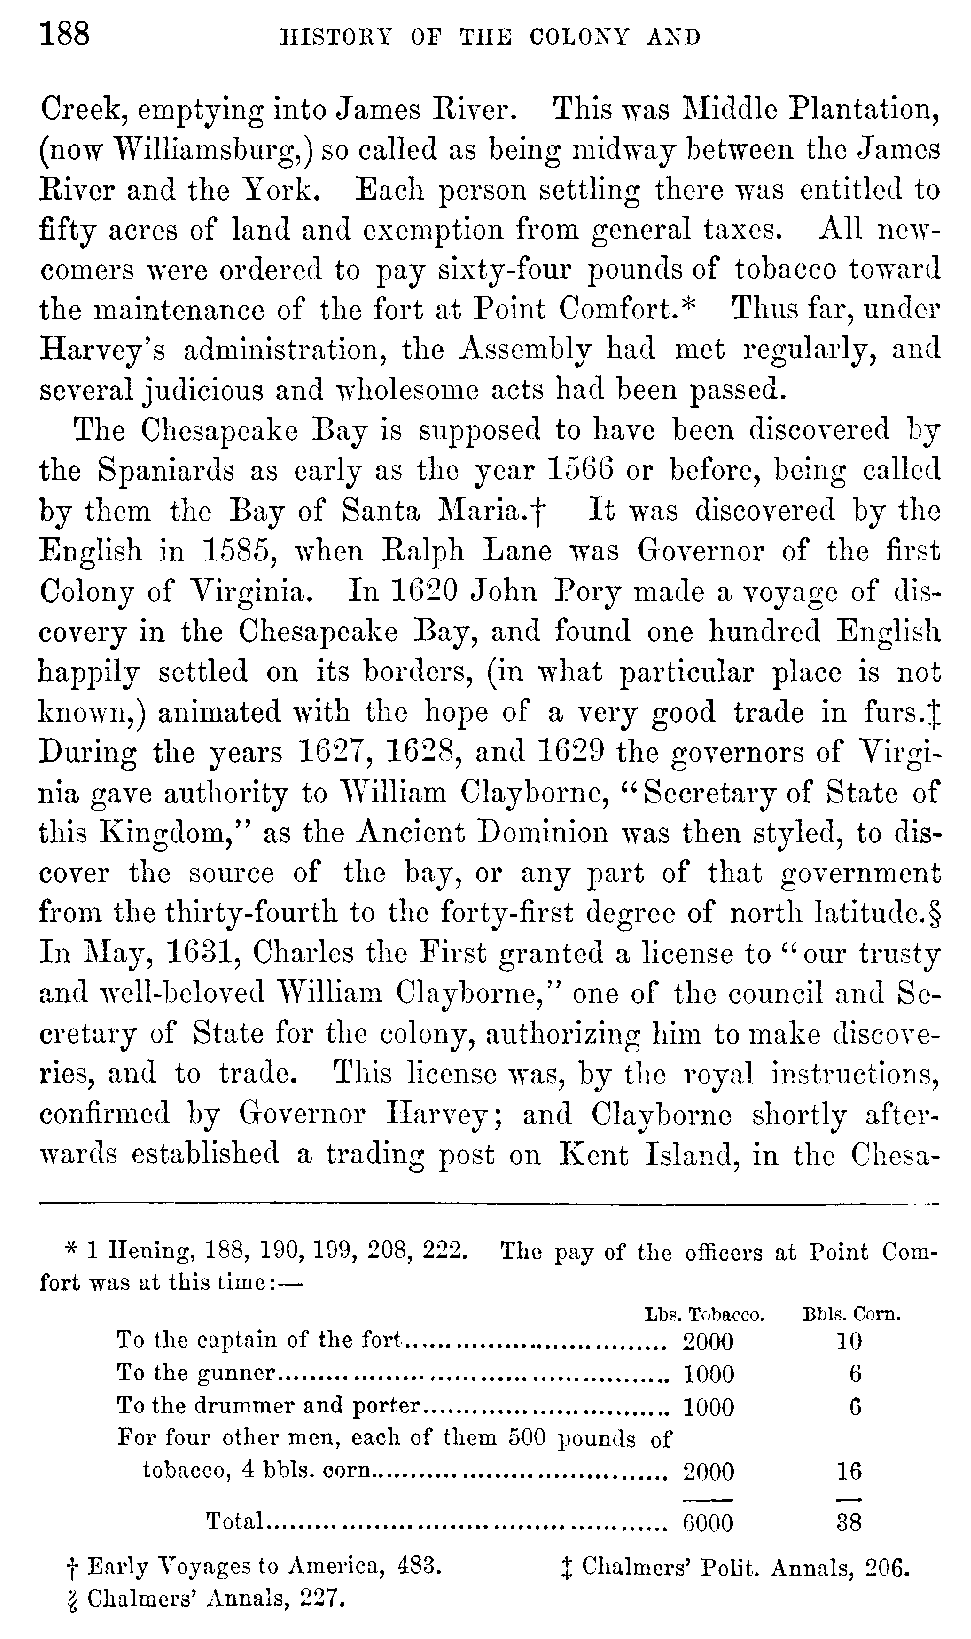 188 HISTORY OF THE COLONY AND
Creek, emptying into James River. This was Middle Plantation,
(now Williamsburg,) so called as being midway between the James
River and the York. Each person settling there was entitled to
fifty acres of land and exemption from general taxes. All new-
comers were ordered to pay sixty-four pounds of tobacco toward
the maintenance of the fort at Point Comfort.* Thus far, under
Harvey's administration, the Assembly had met regularly, and
several judicious and wholesome acts had been passed.
The Chesapeake Bay is supposed to have been discovered by
the Spaniards as early as the year 1566 or before, being called
by them the Bay of Santa Maria.† It was discovered by the
English in 1585, when Ralph Lane was Governor of the first
Colony of Virginia. In 1620 John Pory made a voyage of dis-
covery in the Chesapeake Bay, and found one hundred English
happily settled on its borders, (in what particular place is not
known,) animated with the hope of a very good trade in furs.‡
During the years 1627, 1628, and 1629 the governors of Virgi-
nia gave authority to William Clayborne, "Secretary of State of
this Kingdom," as the Ancient Dominion was then styled, to dis-
cover the source of the bay, or any part of that government
from the thirty-fourth to the forty-first degree of north latitude.§
In May, 1631, Charles the First granted a license to "our trusty
and well-beloved William Clayborne," one of the council and Se-
cretary of State for the colony, authorizing him to make discove-
ries, and to trade. This license was, by the royal instructions,
confirmed by Governor Harvey; and Clayborne shortly after-
wards established a trading post on Kent Island, in the Chesa-
* 1 Hening, 188, 190, 199, 208, 222. The pay of the officers at Point Com-
fort was at this time:—
Lbs. Tobacco. Bbls. Corn.
To the captain of the fort................................. 2000 10
To the gunner................................................. 1000 6
To the drummer and porter............................... 1000 6
For four other men, each of them 500 pounds of
tobacco, 4 bbls. corn..................................... 2000 16
Total.................................................. 6000 38
† Early Voyages to America, 483. ‡ Chalmers' Polit. Annals, 206.
§ Chalmers' Annals, 227.